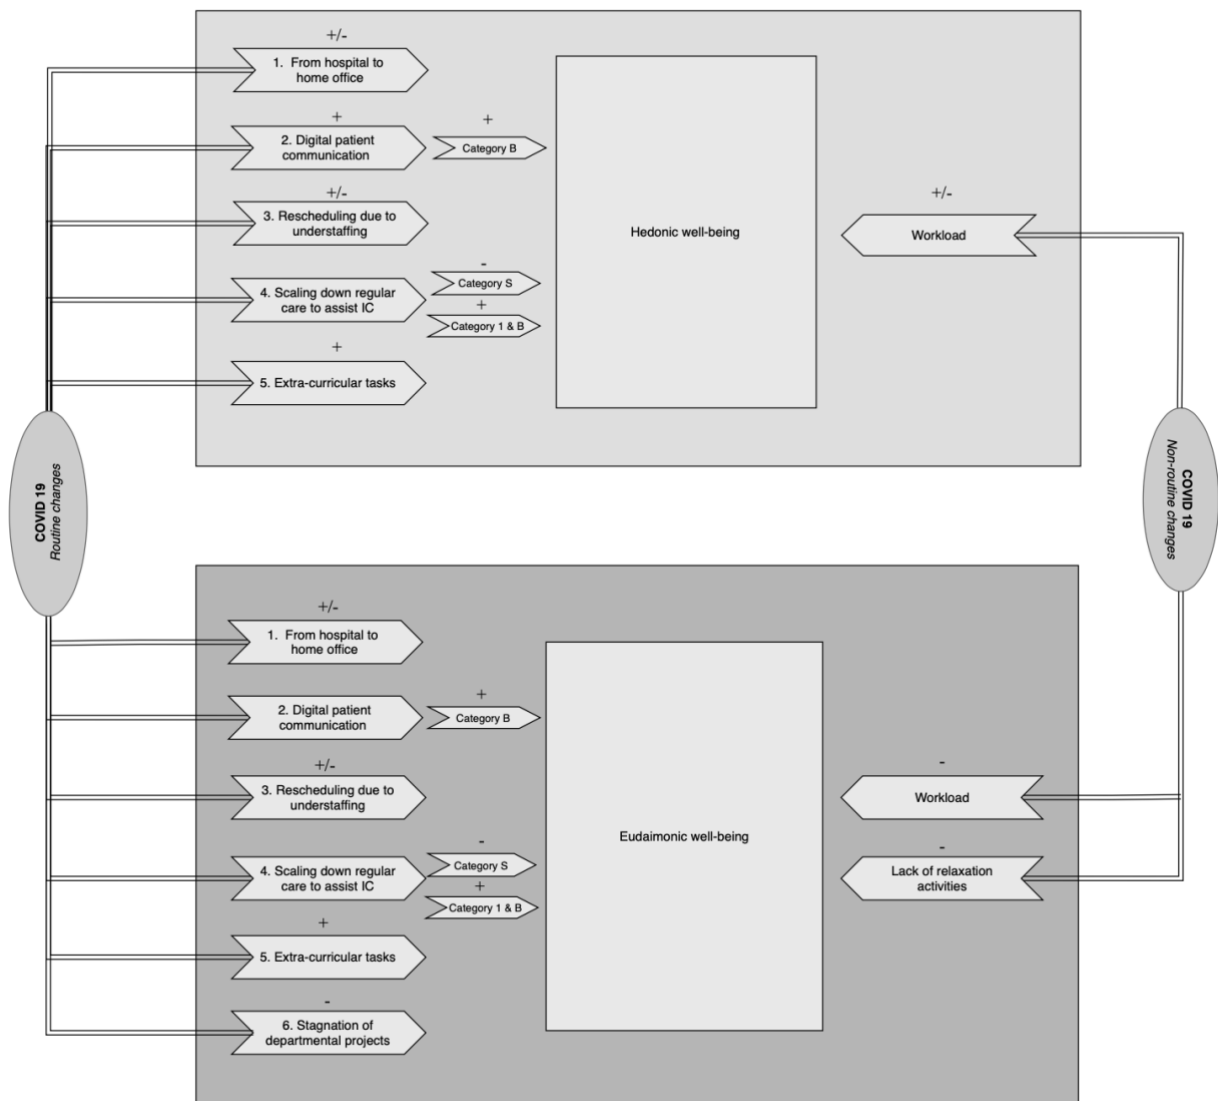 +/-
1. From hospital to
home office
+
2. Digital patient
communication
+
Category B
+/-
3. Rescheduling due to
understaffing
-
Category S
4. Scaling down regular
care to assist IC
+
Category 1 & B
+
5. Extra-curricular tasks
Hedonic well-being
+/-
Workload
COVID 19
Routine changes
COVID 19
Non-routine changes
+/-
1. From hospital to
home office
2. Digital patient
communication
+
Category B
+/-
3. Rescheduling due to
understaffing
-
Category S
4. Scaling down regular
care to assist IC
+
Category 1 & B
+
5. Extra-curricular tasks
-
6. Stagnation of
departmental projects
Eudaimonic well-being
-
Workload
-
Lack of relaxation
activities